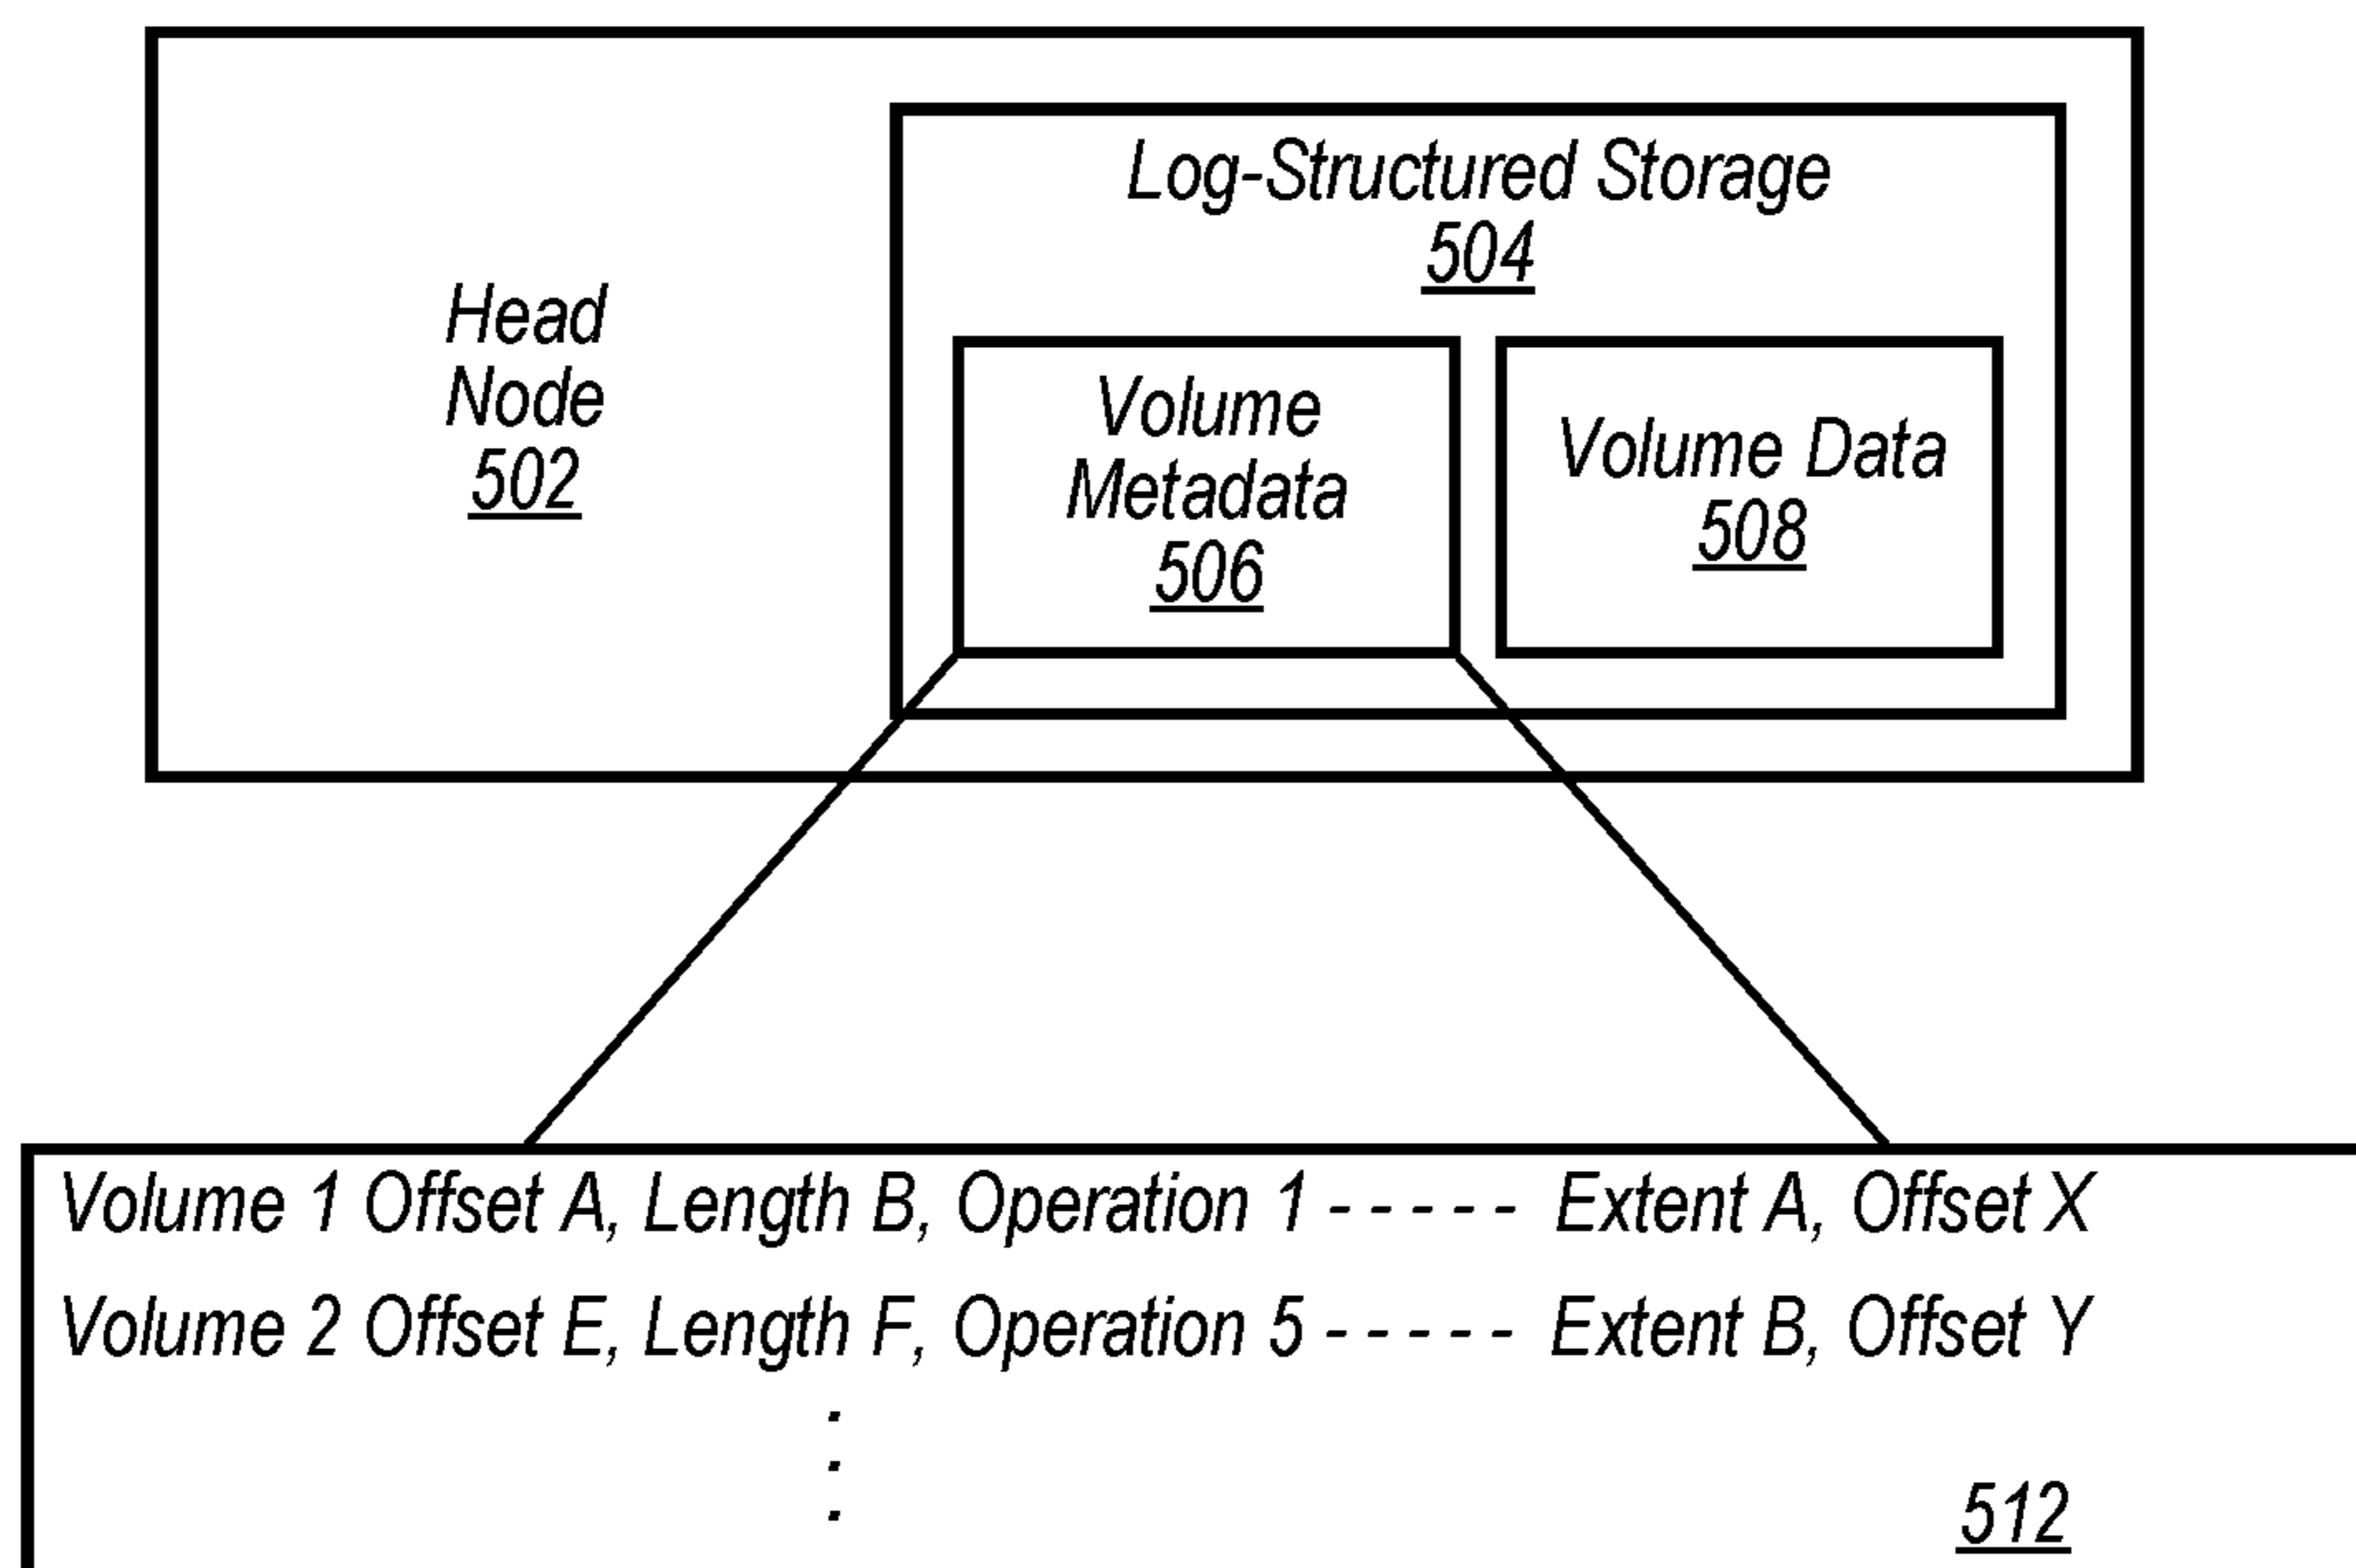 Log-Structured Storage
504
Head
Node
502
Volume
Metadata
506
Volume Data
508
Volume 1 Offset A, Length B, Operation 1 - - - - - Extent A, Offset X
Volume 2 Offset E, Length F, Operation 5 - - - - - Extent B, Offset Y
512